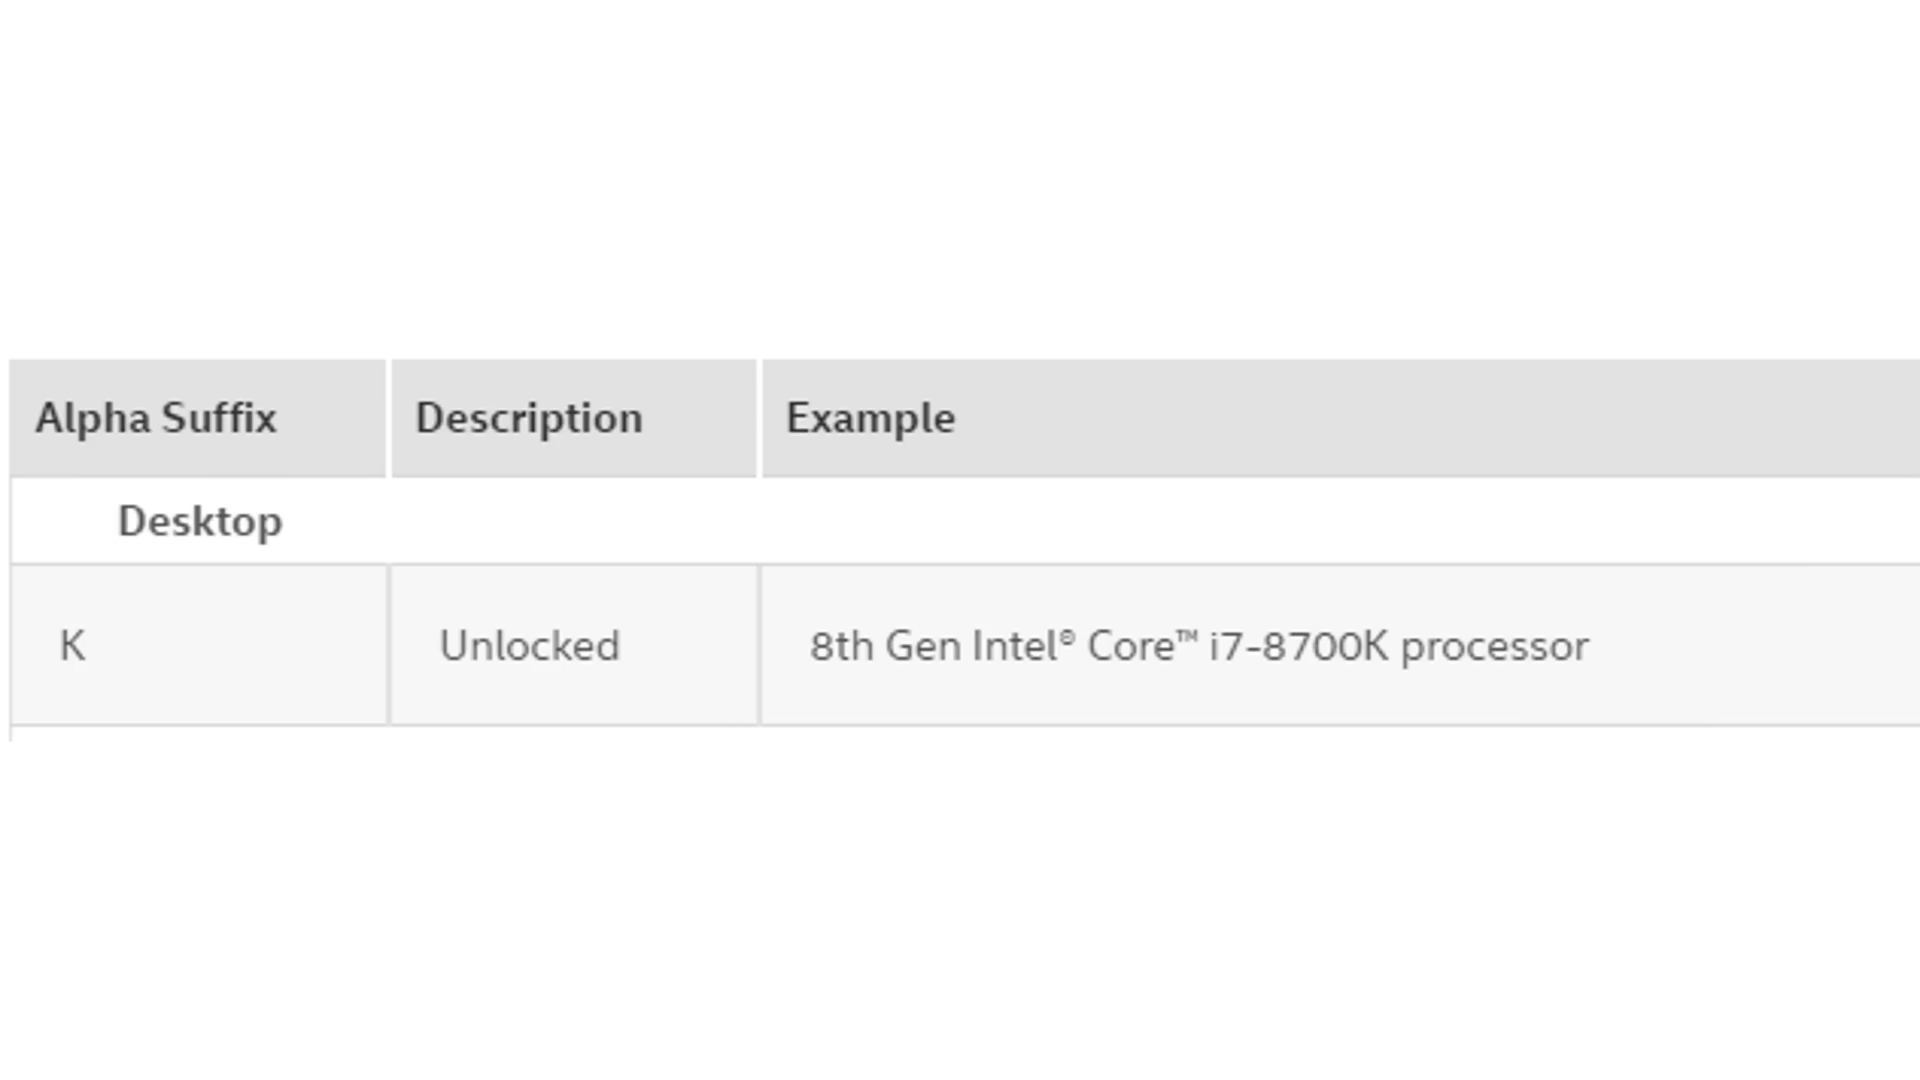 Alpha Suffix Description Example
Desktop
K Unlocked 8th Gen Intel® Core™ i7-8700K processor